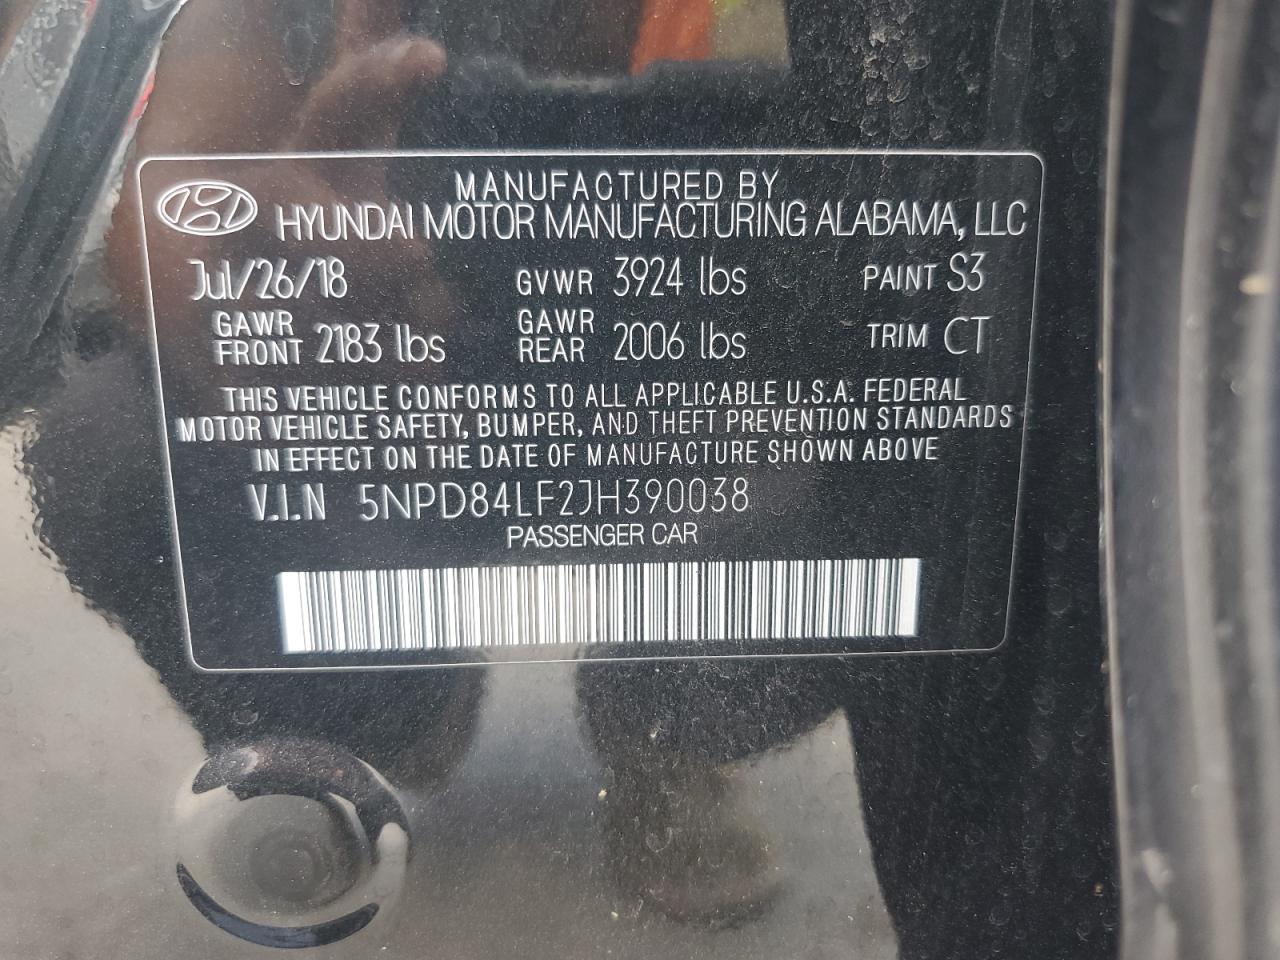 MANUFACTURED BY
HYUNDAI MOTOR MANUFACTURING ALABAMA, LLC
Jul/26/18 GVWR 3924 lbs PAINT S3
GAWR FRONT 2183 lbs GAWR REAR 2006 lbs TRIM CT
THIS VEHICLE CONFORMS TO ALL APPLICABLE U.S.A. FEDERAL
MOTOR VEHICLE SAFETY, BUMPER, AND THEFT PREVENTION STANDARDS
IN EFFECT ON THE DATE OF MANUFACTURE SHOWN ABOVE
V.I.N 5NPD84LF2JH390038
PASSENGER CAR